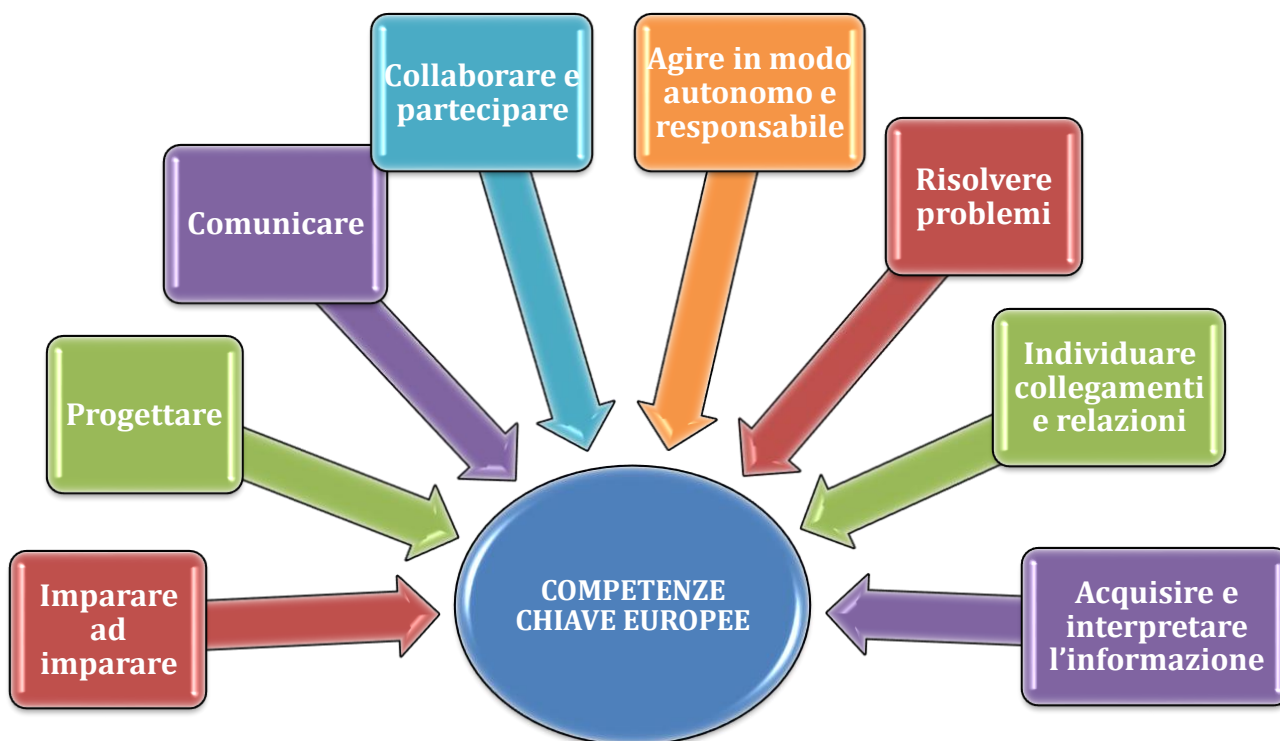 Collaborare e
partecipare
Agire in modo
autonomo e
responsabile
Comunicare
Risolvere
problemi
Progettare
Individuare
collegamenti
e relazioni
Imparare
ad
imparare
COMPETENZE
CHIAVE EUROPEE
Acquisire e
interpretare
l’informazione